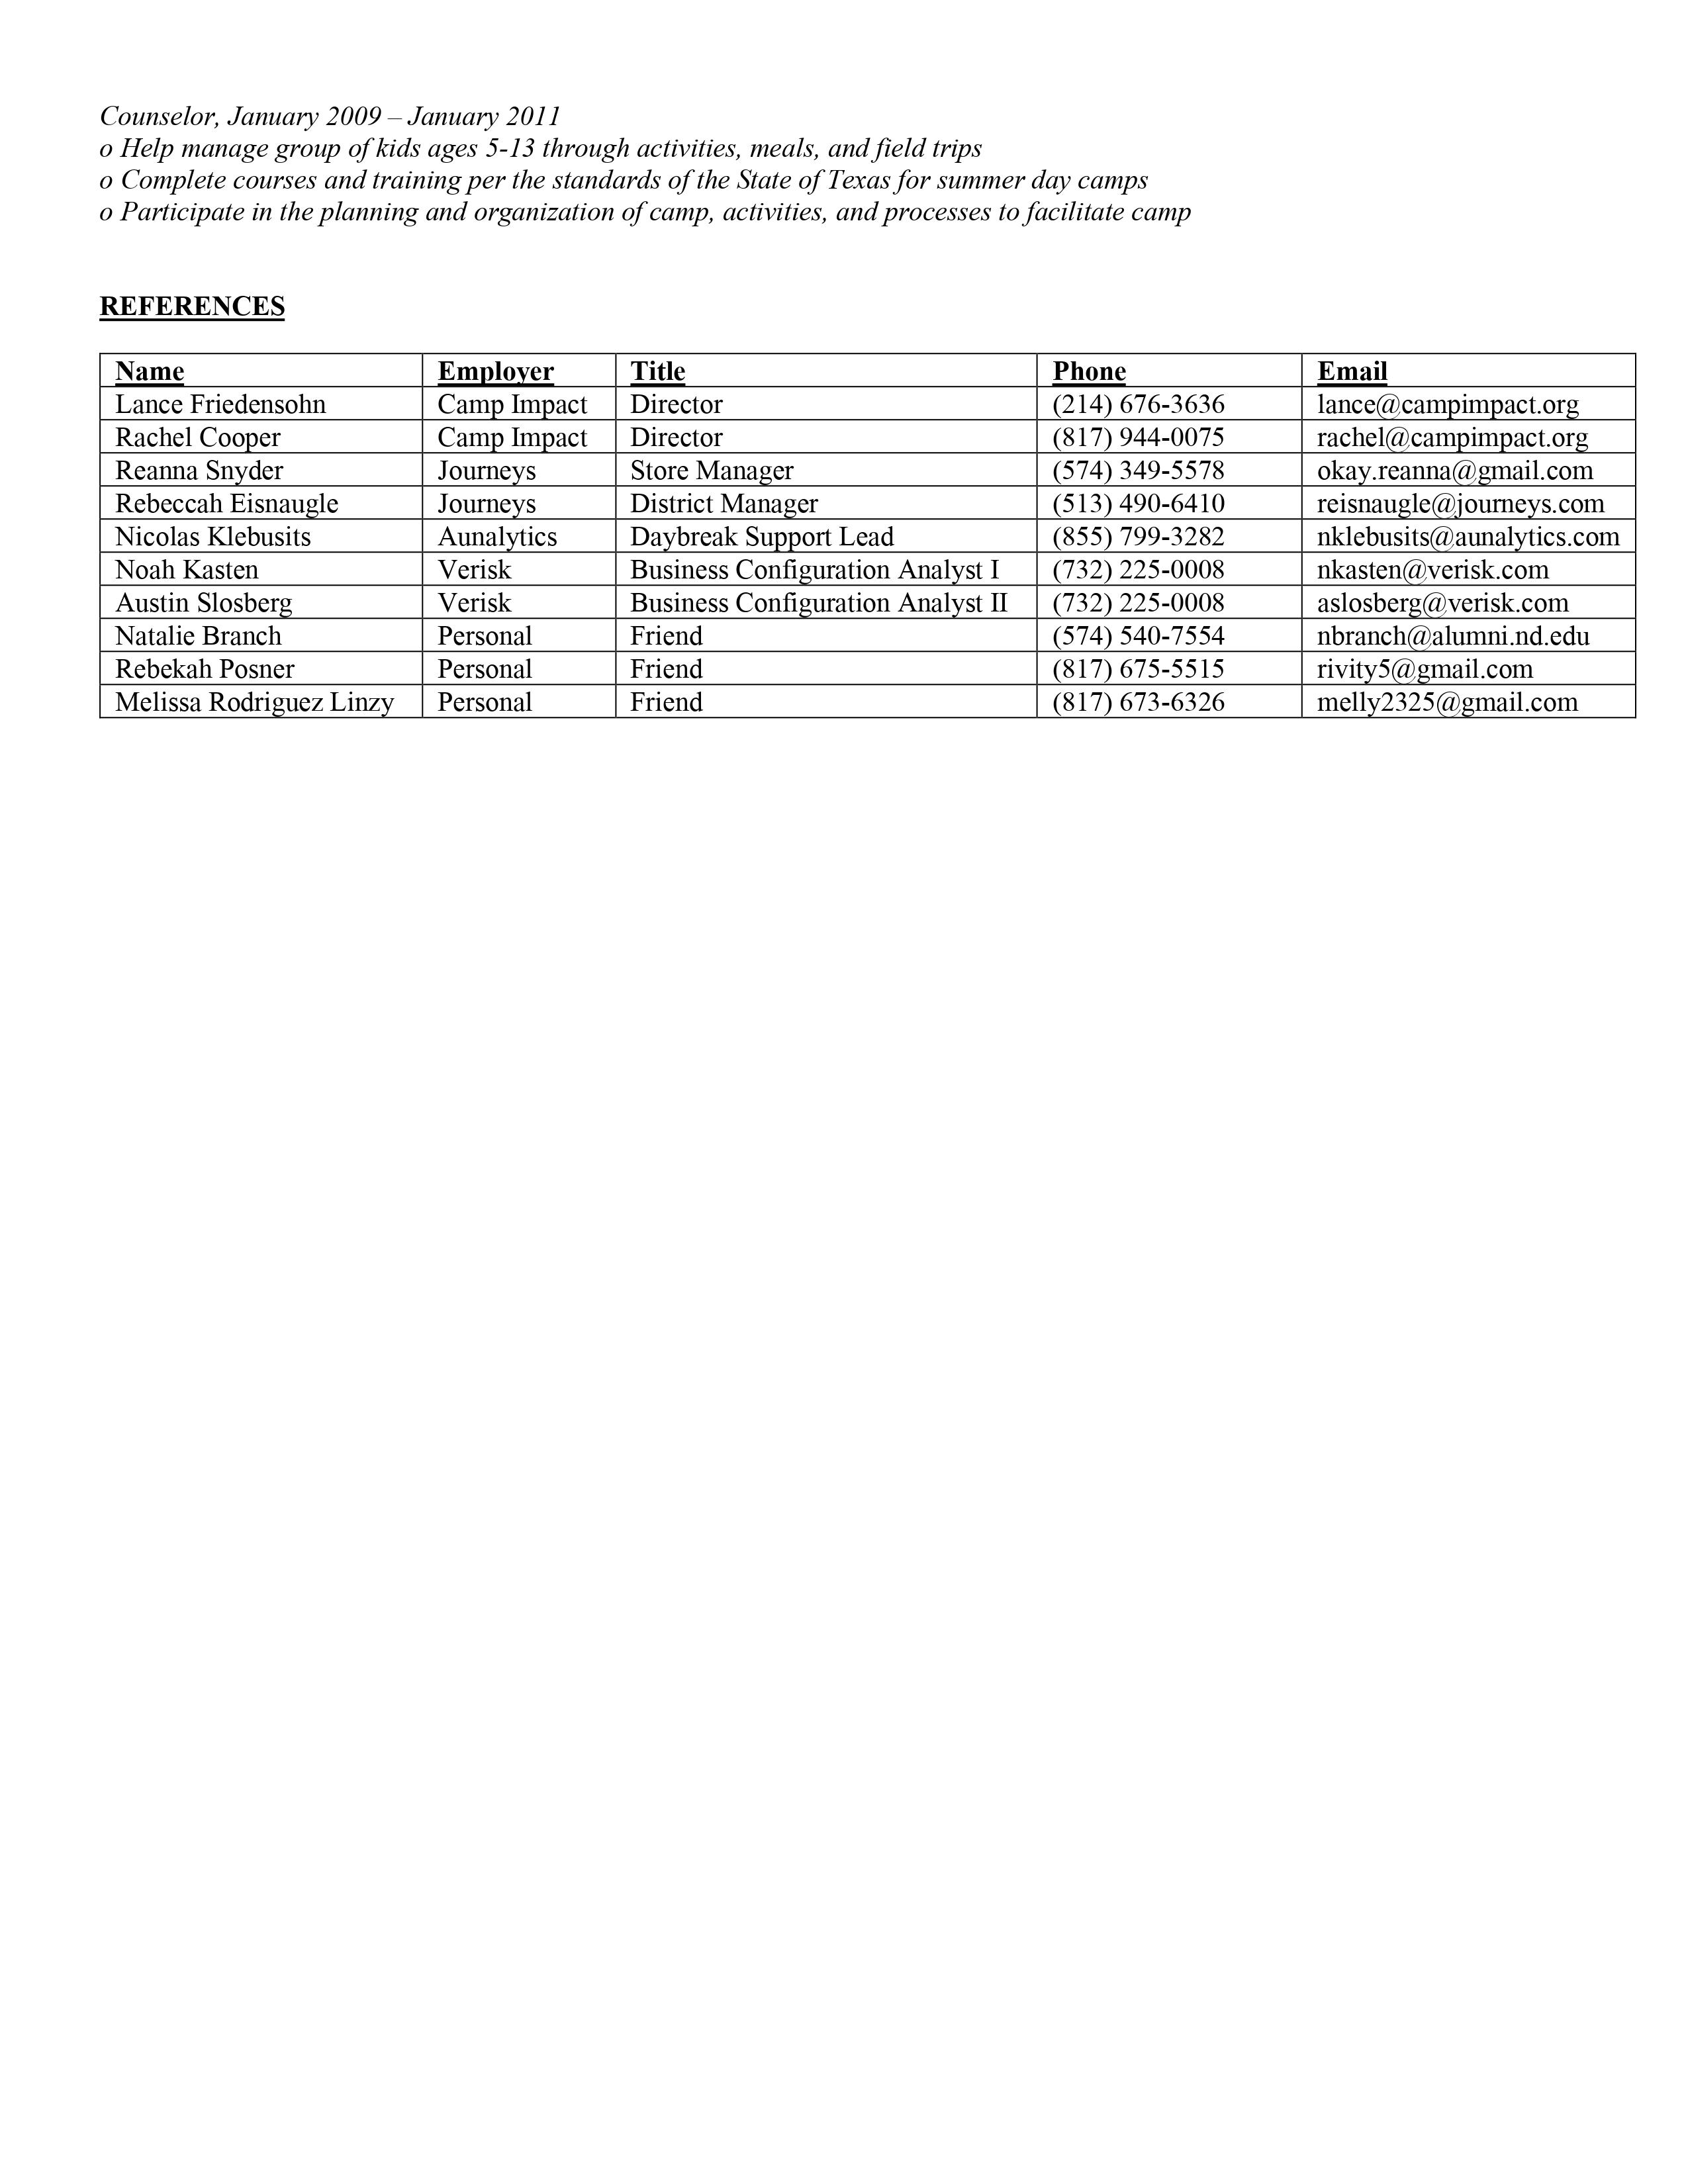 Counselor, January 2009 – January 2011
o Help manage group of kids ages 5-13 through activities, meals, and field trips
o Complete courses and training per the standards of the State of Texas for summer day camps
o Participate in the planning and organization of camp, activities, and processes to facilitate camp
REFERENCES
Name Employer Title Phone Email
Lance Friedensohn Camp Impact Director (214) 676-3636 lance@campimpact.org
Rachel Cooper Camp Impact Director (817) 944-0075 rachel@campimpact.org
Reanna Snyder Journeys Store Manager (574) 349-5578 okay.reanna@gmail.com
Rebeccah Eisnaugle Journeys District Manager (513) 490-6410 reisnaugle@journeys.com
Nicolas Klebusits Aunalytics Daybreak Support Lead (855) 799-3282 nklebusits@aunalytics.com
Noah Kasten Verisk Business Configuration Analyst I (732) 225-0008 nkasten@verisk.com
Austin Slosberg Verisk Business Configuration Analyst II (732) 225-0008 aslosberg@verisk.com
Natalie Branch Personal Friend (574) 540-7554 nbranch@alumni.nd.edu
Rebekah Posner Personal Friend (817) 675-5515 rivity5@gmail.com
Melissa Rodriguez Linzy Personal Friend (817) 673-6326 melly2325@gmail.com